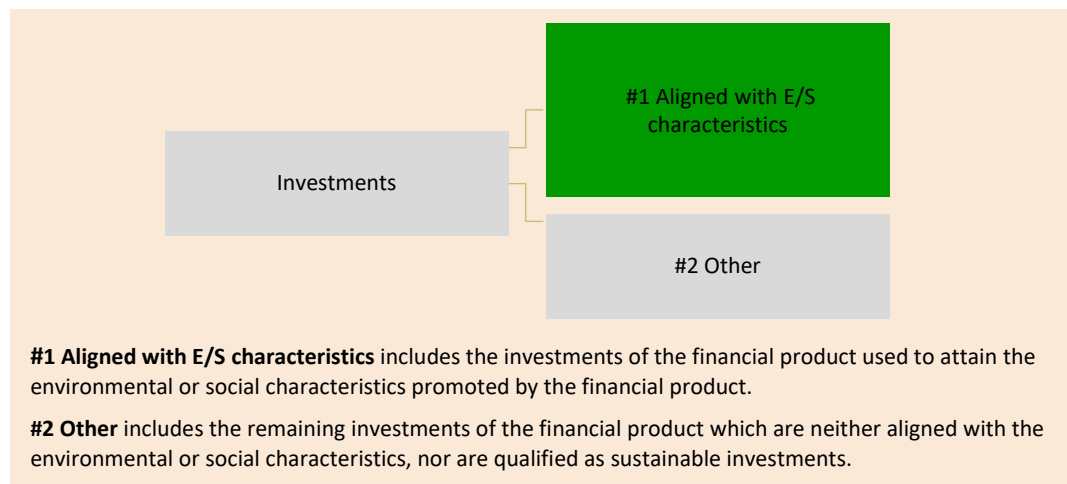 #1 Aligned with E/S
characteristics
Investments
#2 Other
#1 Aligned with E/S characteristics includes the investments of the financial product used to attain the
environmental or social characteristics promoted by the financial product.
#2 Other includes the remaining investments of the financial product which are neither aligned with the
environmental or social characteristics, nor are qualified as sustainable investments.